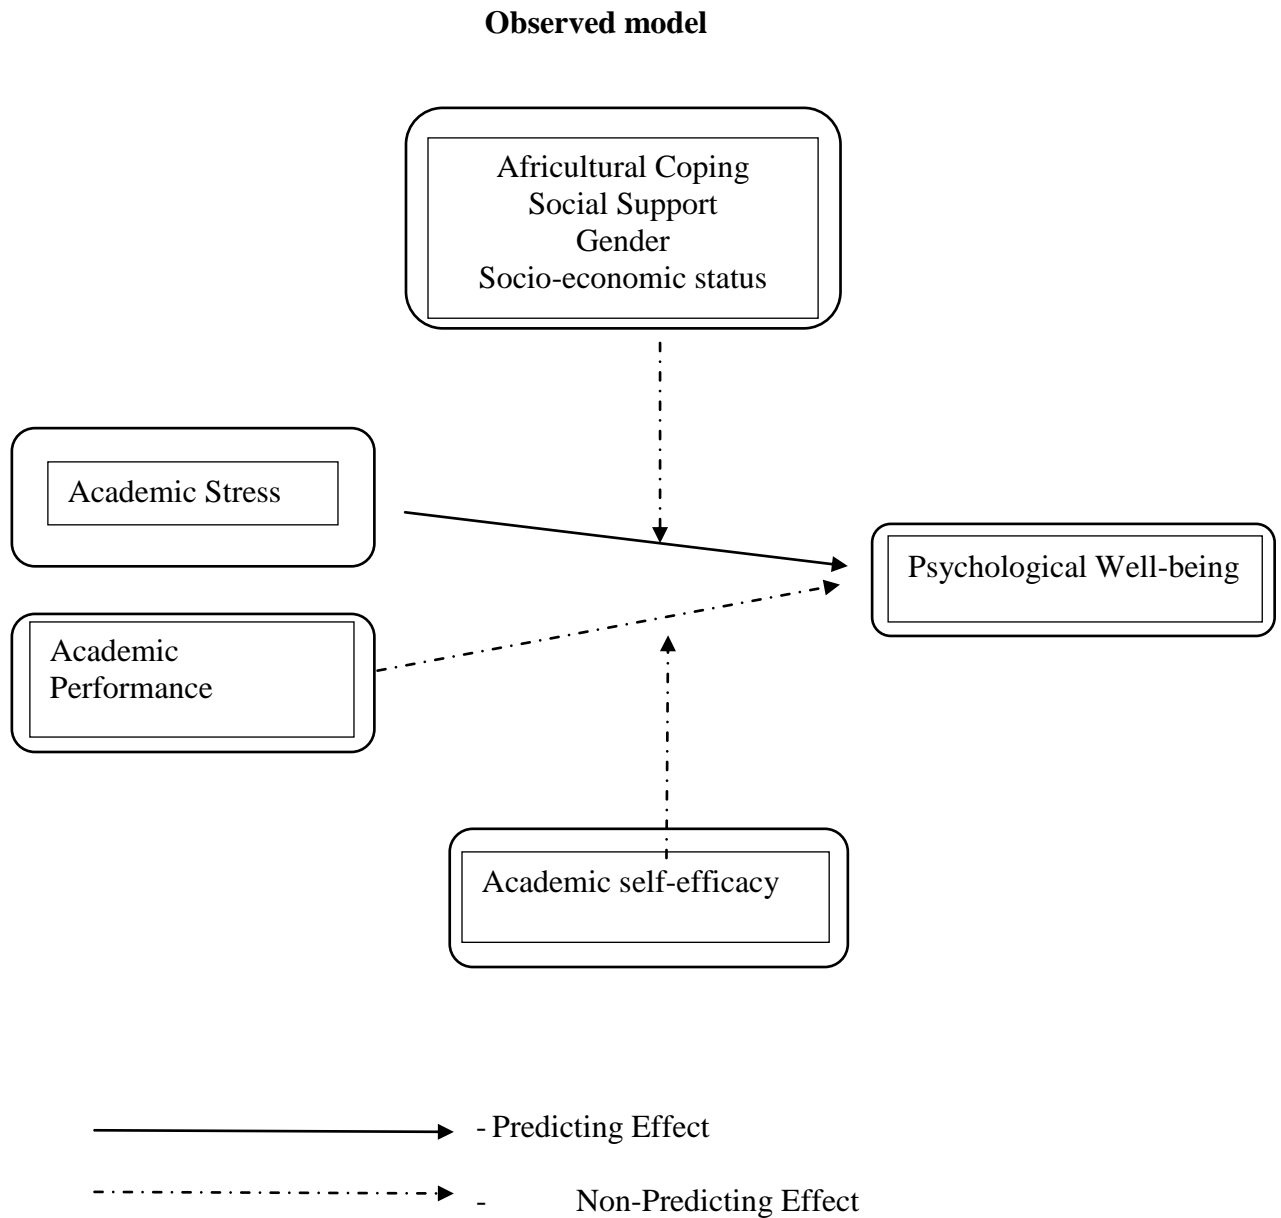 Observed model
Africultural Coping
Social Support
Gender
Socio-economic status
Academic Stress
Psychological Well-being
Academic
Performance
Academic self-efficacy
- Predicting Effect
- Non-Predicting Effect